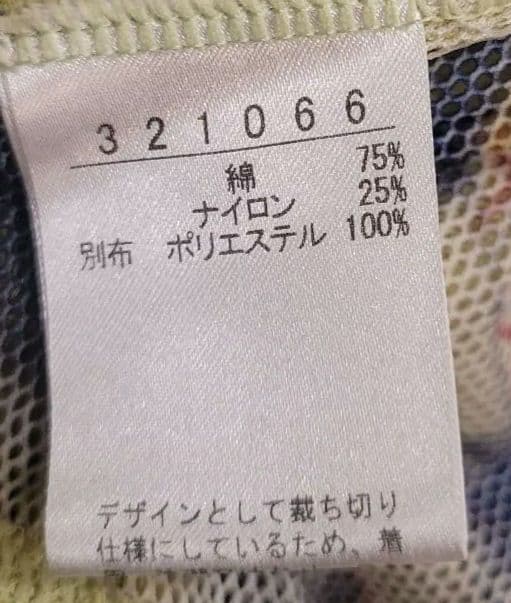 321066
綿 75%
ナイロン 25%
別布 ポリエステル 100%
デザインとして裁ち切り
仕様にしているため、着